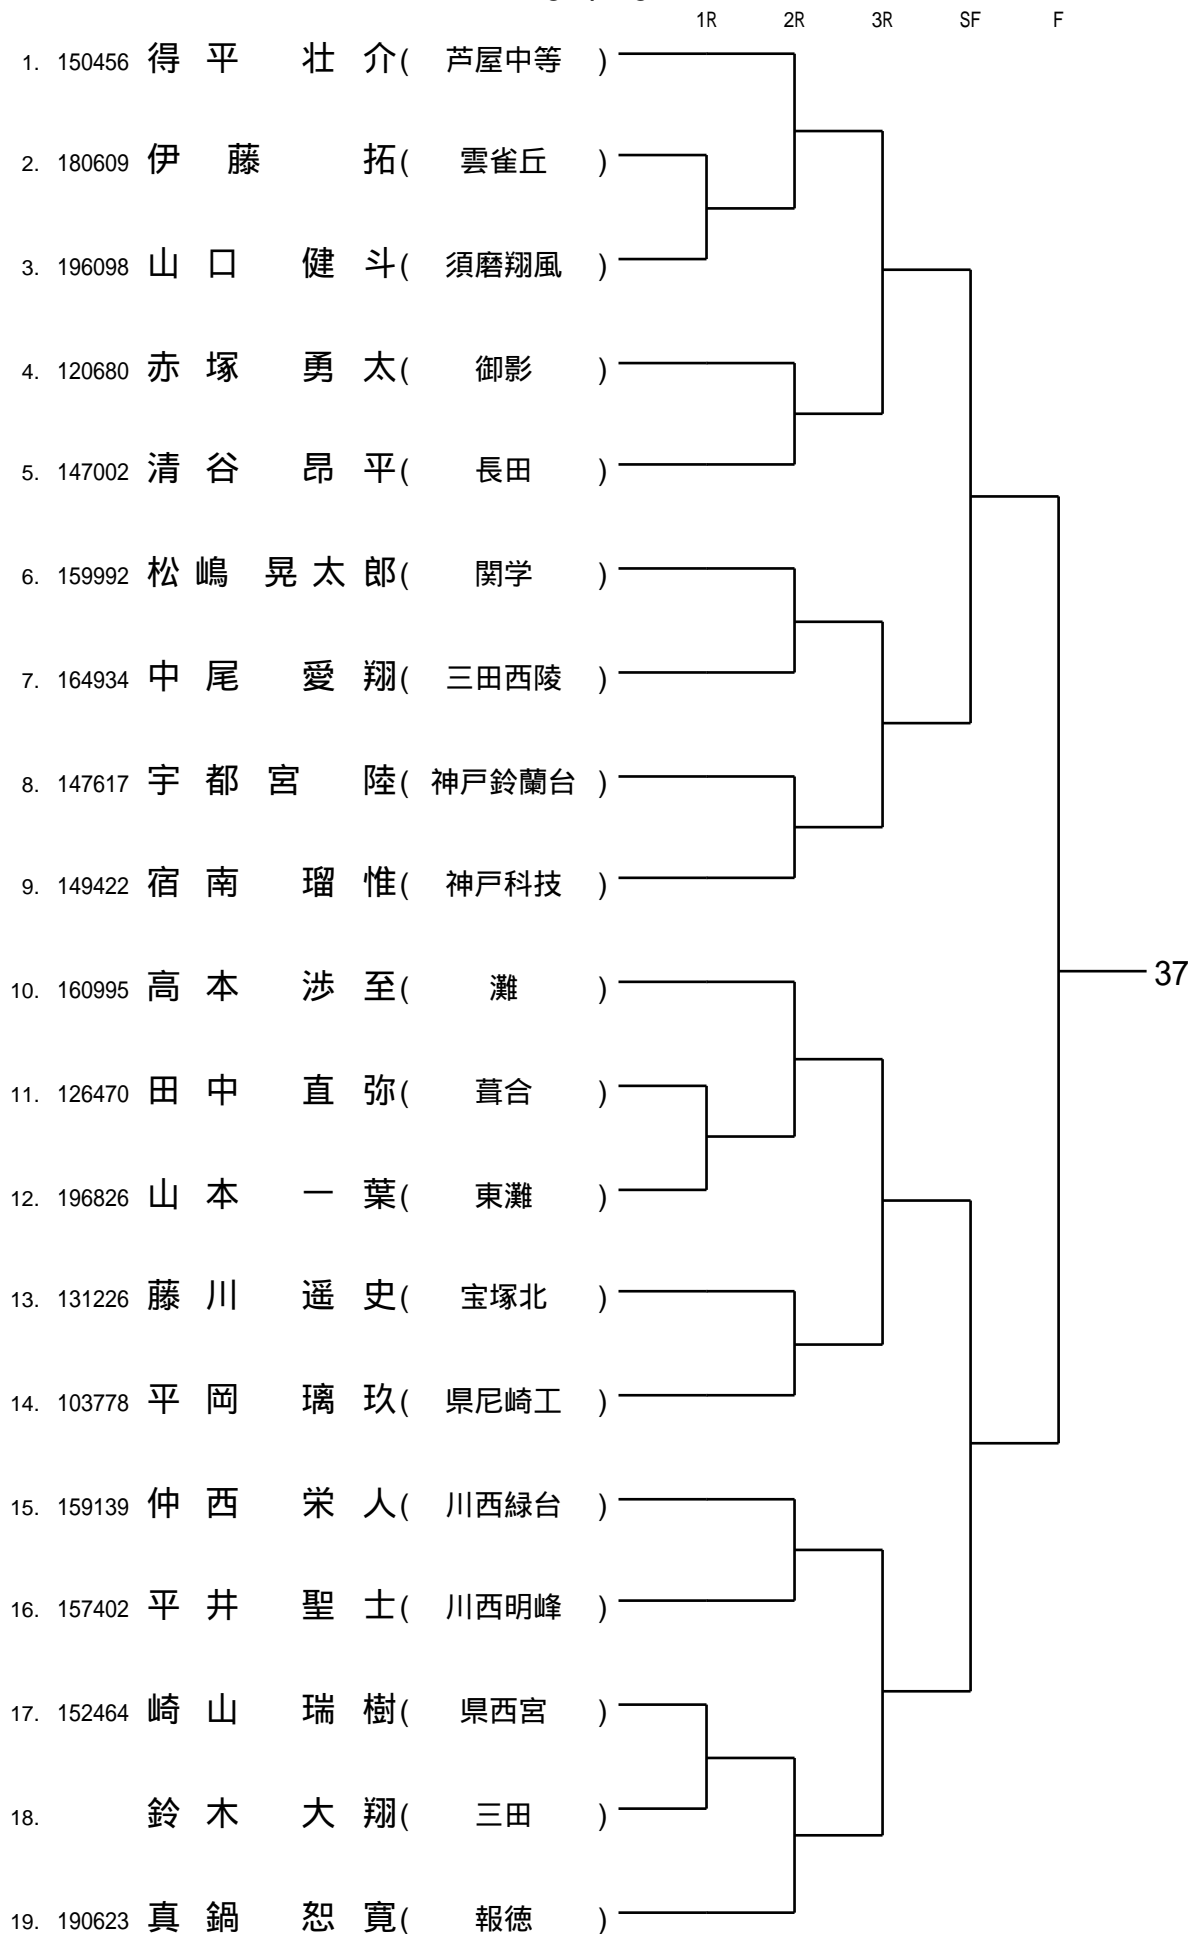 1R 2R 3R SF F
1. 150456 得平 壮介( 芦屋中等 )
2. 180609 伊藤 拓( 雲雀丘 )
3. 196098 山口 健斗( 須磨翔風 )
4. 120680 赤塚 勇太( 御影 )
5. 147002 清谷 昂平( 長田 )
6. 159992 松嶋 晃太郎( 関学 )
7. 164934 中尾 愛翔( 三田西陵 )
8. 147617 宇都宮 陸( 神戸鈴蘭台 )
9. 149422 宿南 瑠惟( 神戸科技 )
37
10. 160995 高本 渉至( 灘 )
11. 126470 田中 直弥( 葺合 )
12. 196826 山本 一葉( 東灘 )
13. 131226 藤川 遥史( 宝塚北 )
14. 103778 平岡 璃玖( 県尼崎工 )
15. 159139 仲西 栄人( 川西緑台 )
16. 157402 平井 聖士( 川西明峰 )
17. 152464 崎山 瑞樹( 県西宮 )
18. 鈴木 大翔( 三田 )
19. 190623 真鍋 恕寛( 報徳 )